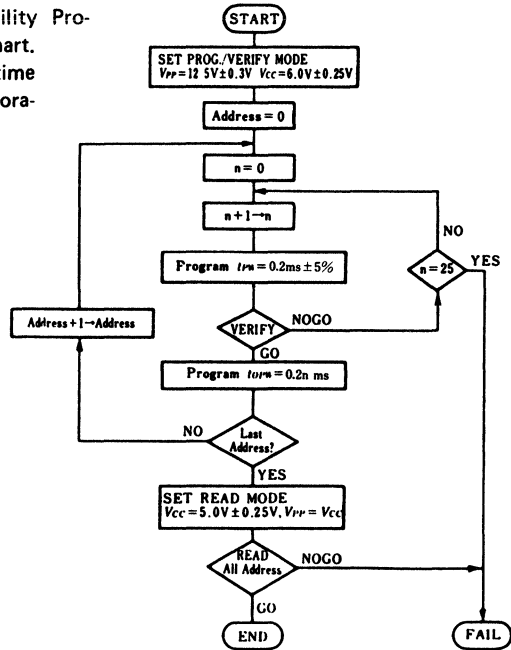 ility Pro-
nart.
time
ora-
START
SET PROG./VERIFY MODE
VPP=12 5V±0.3V VCC=6.0V±0.25V
Address = 0
n = 0
n+1→n
NO
YES
n = 25
Program tPW = 0.2ms ± 5%
Address+1→Address
VERIFY
NOGO
GO
Program tOPW = 0.2n ms
NO
Last
Address?
YES
SET READ MODE
VCC = 5.0V ± 0.25V, VPP = VCC
READ
All Address
NOGO
GO
END
FAIL